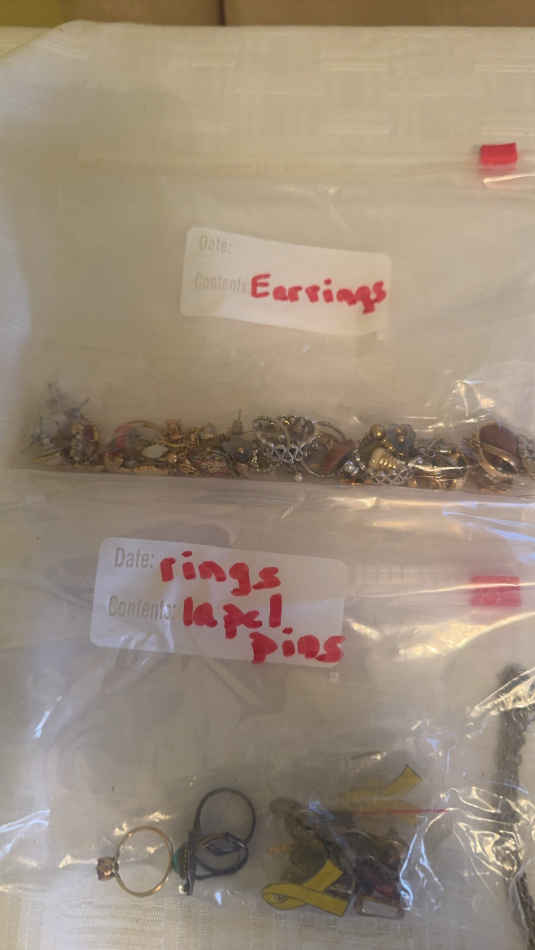 Date:
Contents: Earrings
Date: rings
Contents: lapel
pins